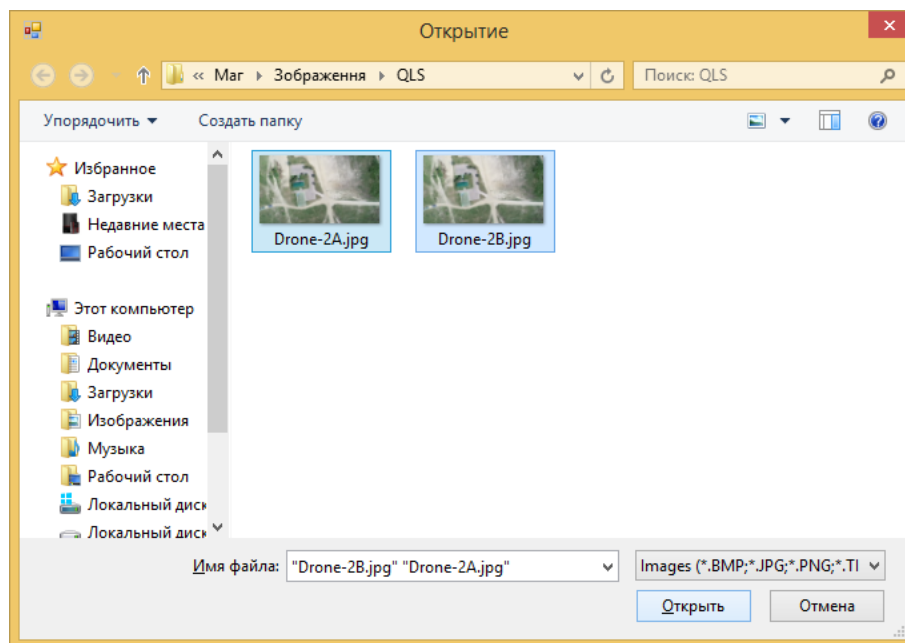 Открытие
« Маг ▸ Зображення ▸ QLS
Поиск: QLS
Упорядочить
Создать папку
Избранное
Загрузки
Недавние места
Рабочий стол
Этот компьютер
Видео
Документы
Загрузки
Изображения
Музыка
Рабочий стол
Локальный диск
Локальный диск
Drone-2A.jpg
Drone-2B.jpg
Имя файла: "Drone-2B.jpg" "Drone-2A.jpg"
Images (*.BMP;*.JPG;*.PNG;*.TI
Открыть
Отмена